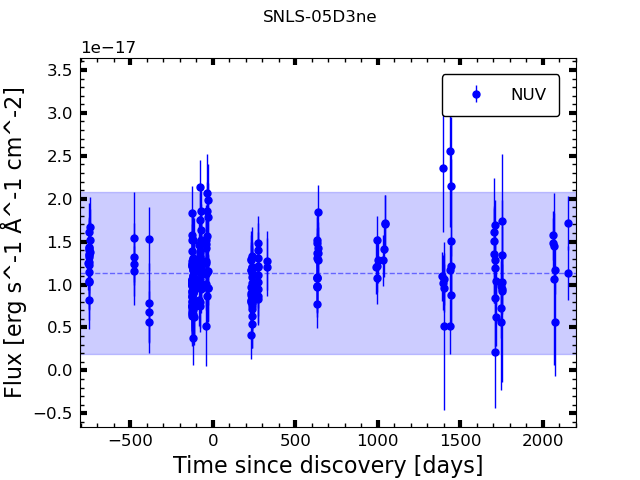 SNLS-05D3ne
1e−17
3.5
3.0
2.5
2.0
1.5
1.0
0.5
0.0
−0.5
Flux [erg s^-1 Å^-1 cm^-2]
NUV
−500 0 500 1000 1500 2000
Time since discovery [days]